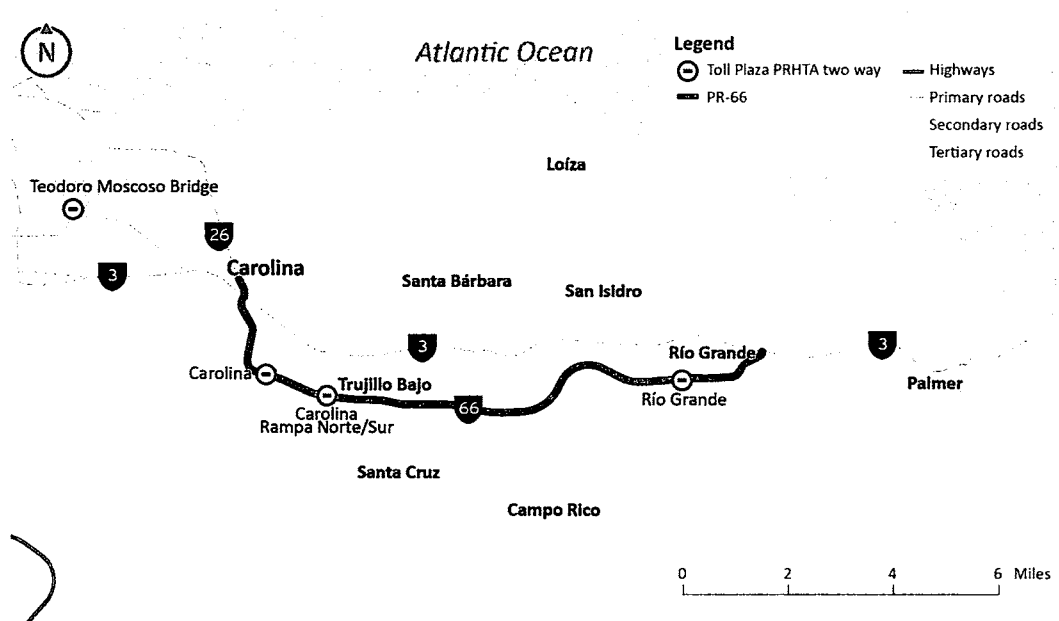 N
Atlantic Ocean
Legend
Toll Plaza PRHTA two way
PR-66
Highways
Primary roads
Secondary roads
Tertiary roads
Loíza
Teodoro Moscoso Bridge
26
3
Carolina
Santa Bárbara
San Isidro
3
3
Río Grande
Palmer
Carolina
Trujillo Bajo
Carolina
Rampa Norte/Sur
66
Río Grande
Santa Cruz
Campo Rico
0 2 4 6 Miles